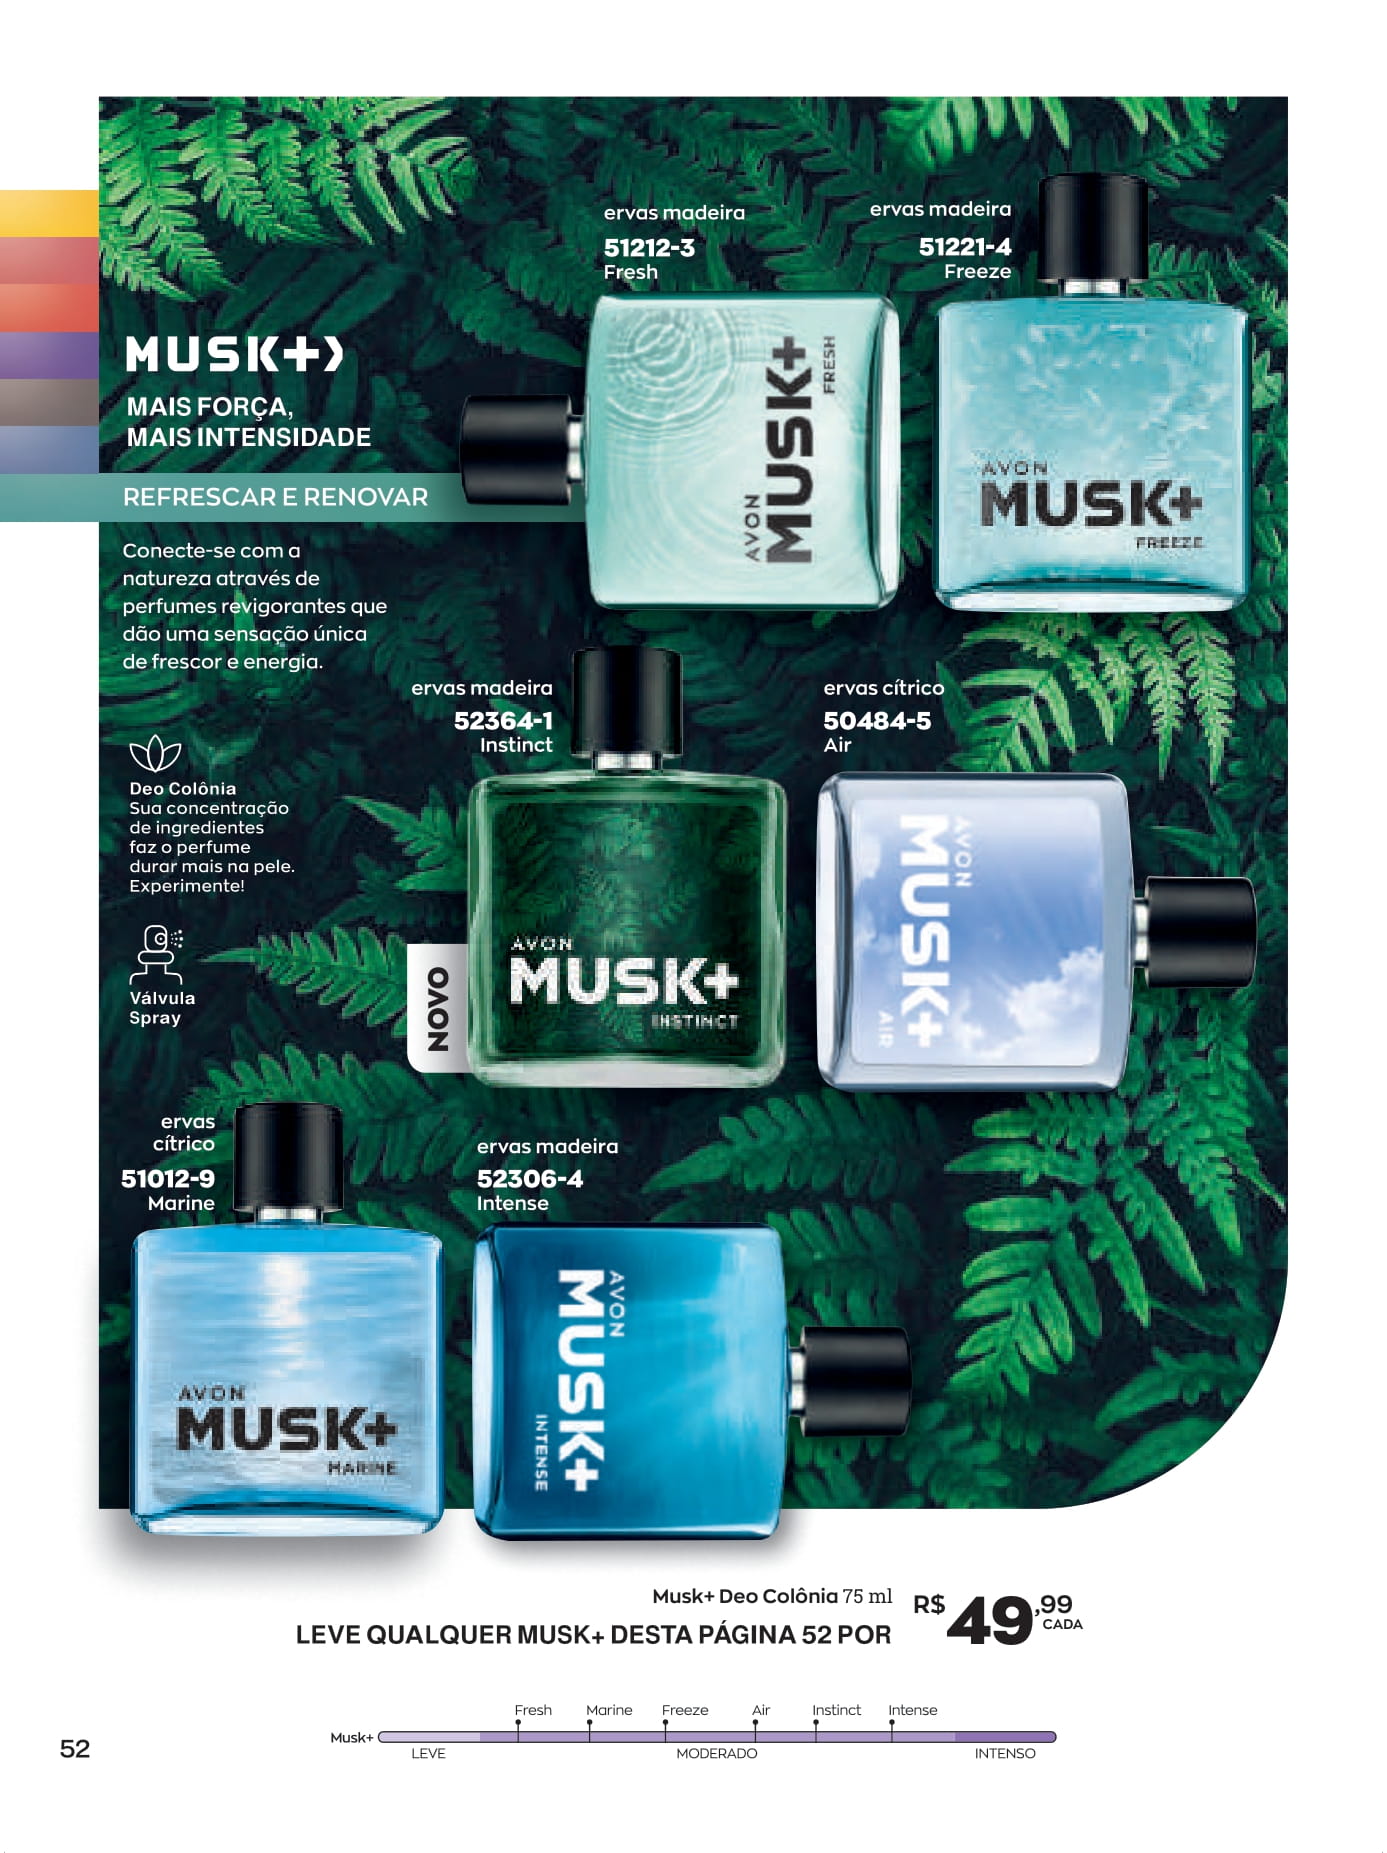 MUSK+
MAIS FORÇA,
MAIS INTENSIDADE
REFRESCAR E RENOVAR
Conecte-se com a
natureza através de
perfumes revigorantes que
dão uma sensação única
de frescor e energia.
Deo Colônia
Sua concentração
de ingredientes
faz o perfume
durar mais na pele.
Experimente!
Válvula
Spray
ervas madeira
51212-3
Fresh
AVON
MUSK+
FRESH
ervas madeira
51221-4
Freeze
AVON
MUSK+
FREEZE
ervas madeira
52364-1
Instinct
NOVO
AVON
MUSK+
INSTINCT
ervas cítrico
50484-5
Air
AVON
MUSK+
AIR
ervas
cítrico
51012-9
Marine
AVON
MUSK+
MARINE
ervas madeira
52306-4
Intense
AVON
MUSK+
INTENSE
Musk+ Deo Colônia 75 ml
LEVE QUALQUER MUSK+ DESTA PÁGINA 52 POR
R$ 49,99
CADA
Fresh Marine Freeze Air Instinct Intense
Musk+
LEVE MODERADO INTENSO
52